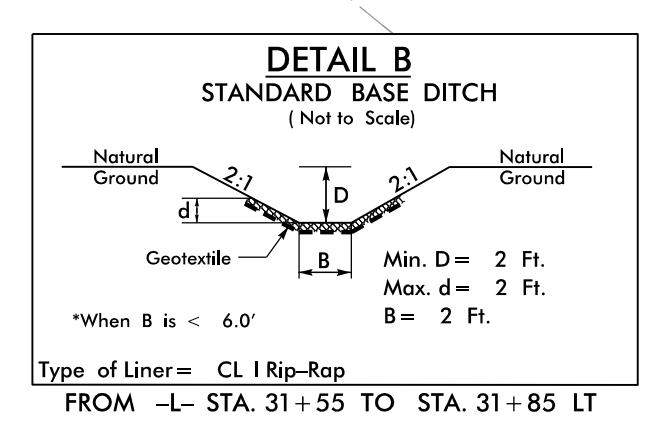 DETAIL B
STANDARD BASE DITCH
( Not to Scale)
Natural
Ground
2:1
D
2:1
Natural
Ground
d
Geotextile
B
Min. D = 2 Ft.
Max. d = 2 Ft.
B = 2 Ft.
*When B is < 6.0'
Type of Liner = CL I Rip-Rap
FROM -L- STA. 31+55 TO STA. 31+85 LT